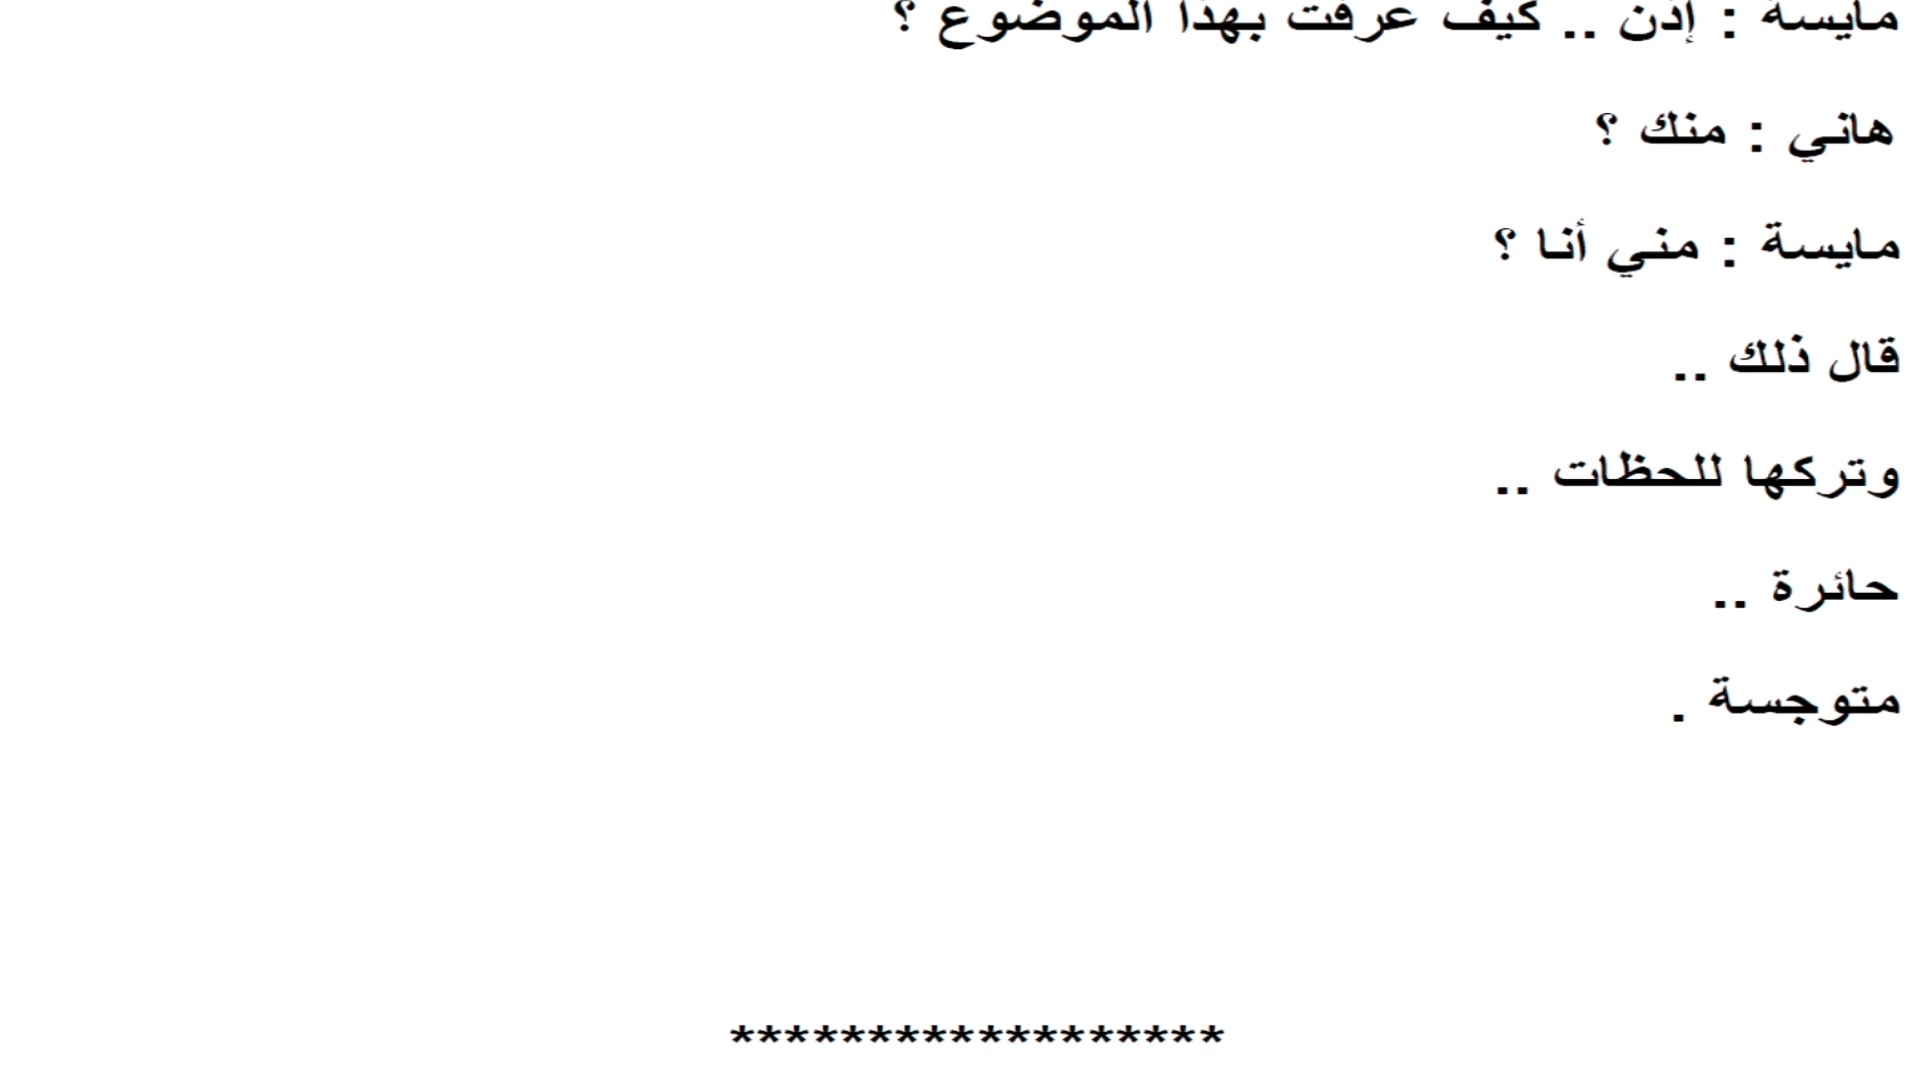 مايسة : إذن .. كيف عرفت بهذا الموضوع ؟
هاني : منك ؟
مايسة : مني أنا ؟
قال ذلك ..
وتركها للحظات ..
حائرة ..
متوجسة .
******************